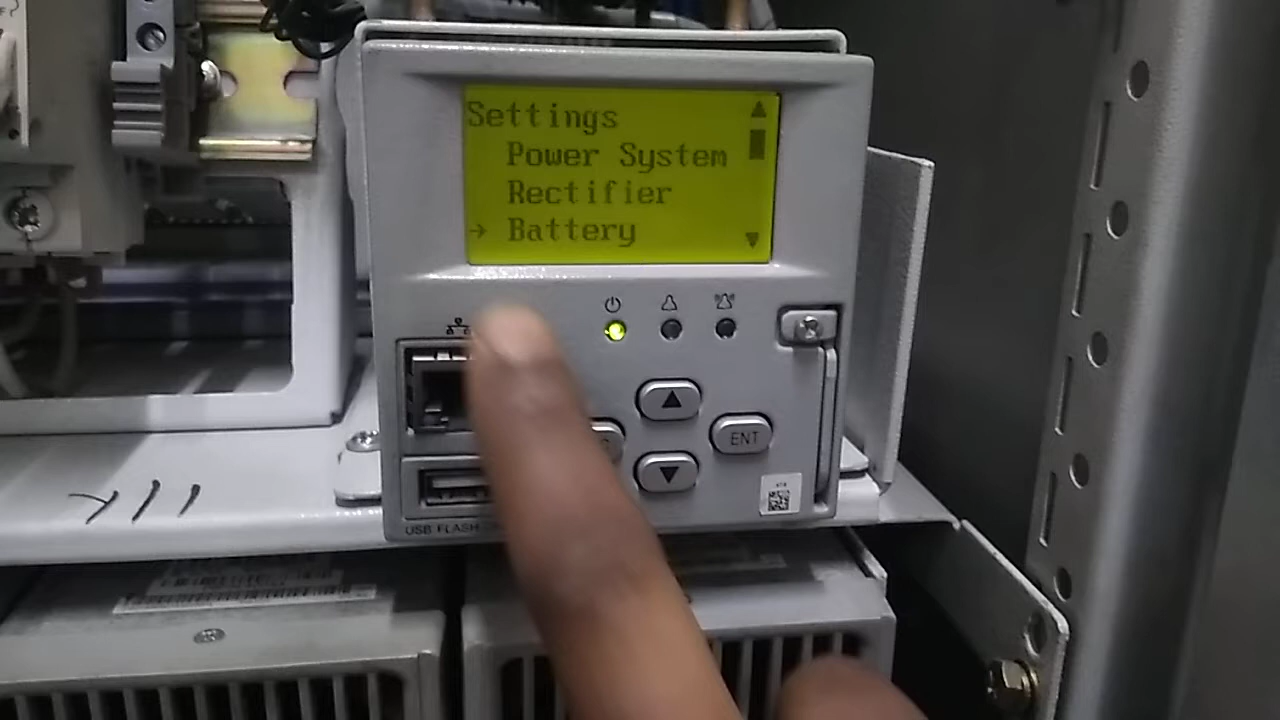 Settings
Power System
Rectifier
→ Battery
ENT
USB FLASH